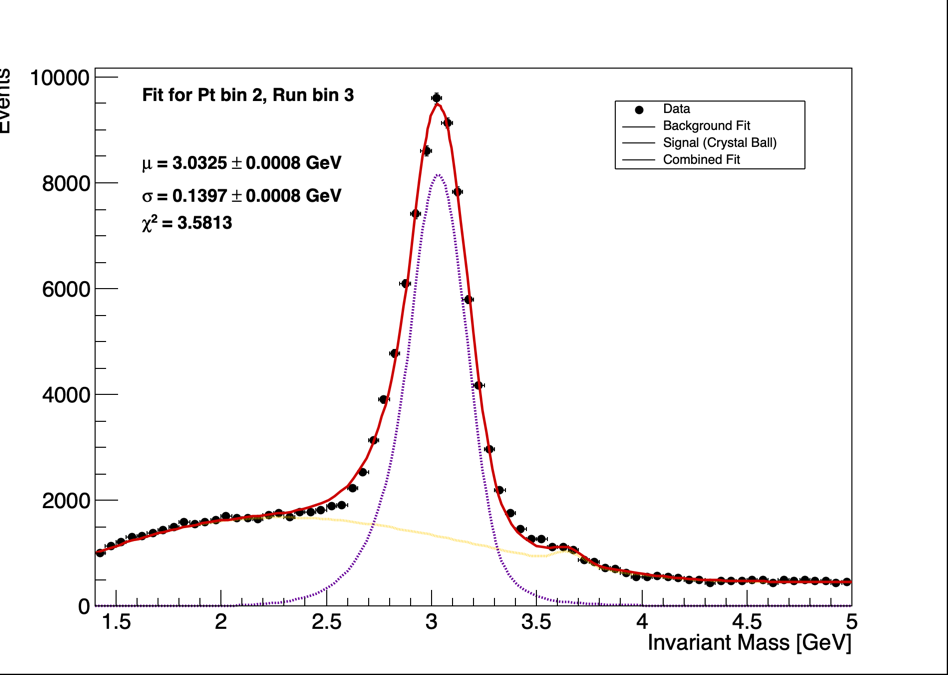 Events
10000
8000
6000
4000
2000
0
Fit for Pt bin 2, Run bin 3
μ = 3.0325 ± 0.0008 GeV
σ = 0.1397 ± 0.0008 GeV
χ² = 3.5813
Data
Background Fit
Signal (Crystal Ball)
Combined Fit
1.5 2 2.5 3 3.5 4 4.5 5
Invariant Mass [GeV]